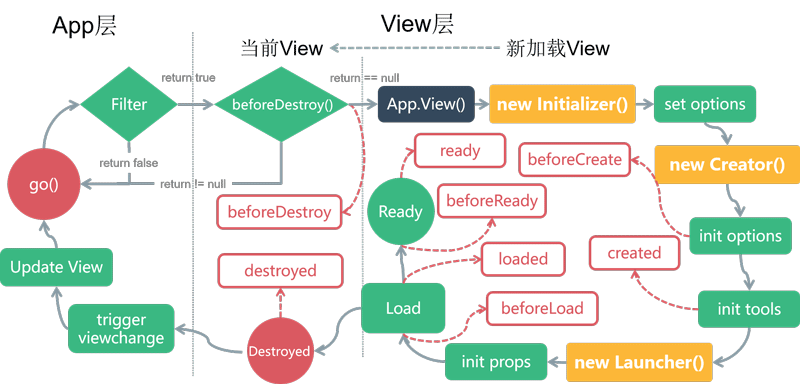 App层
View层
当前View
新加载View
return true
return == null
Filter
beforeDestroy()
App.View()
new Initializer()
set options
return false
return != null
go()
ready
beforeCreate
new Creator()
beforeDestroy
Ready
beforeReady
init options
Update View
destroyed
loaded
created
trigger
viewchange
Load
beforeLoad
init tools
Destroyed
init props
new Launcher()